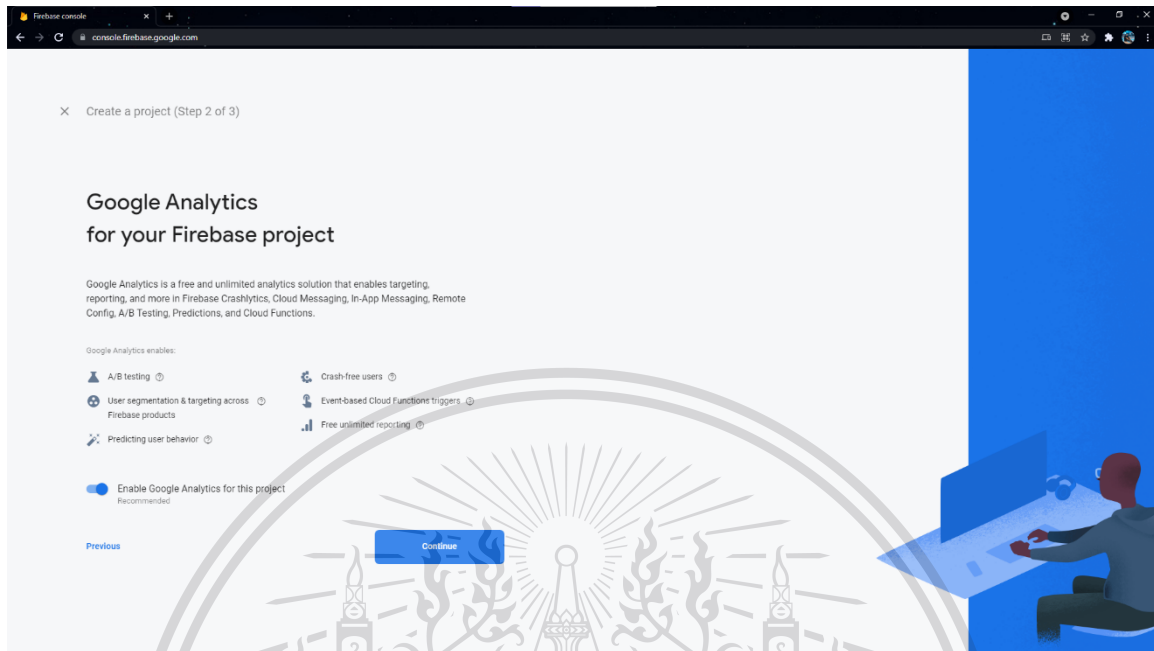 Firebase console
console.firebase.google.com
Create a project (Step 2 of 3)
Google Analytics
for your Firebase project
Google Analytics is a free and unlimited analytics solution that enables targeting,
reporting, and more in Firebase Crashlytics, Cloud Messaging, In-App Messaging, Remote
Config, A/B Testing, Predictions, and Cloud Functions.
Google Analytics enables:
A/B testing
Crash-free users
User segmentation & targeting across
Firebase products
Event-based Cloud Functions triggers
Free unlimited reporting
Predicting user behavior
Enable Google Analytics for this project
Recommended
Previous
Continue